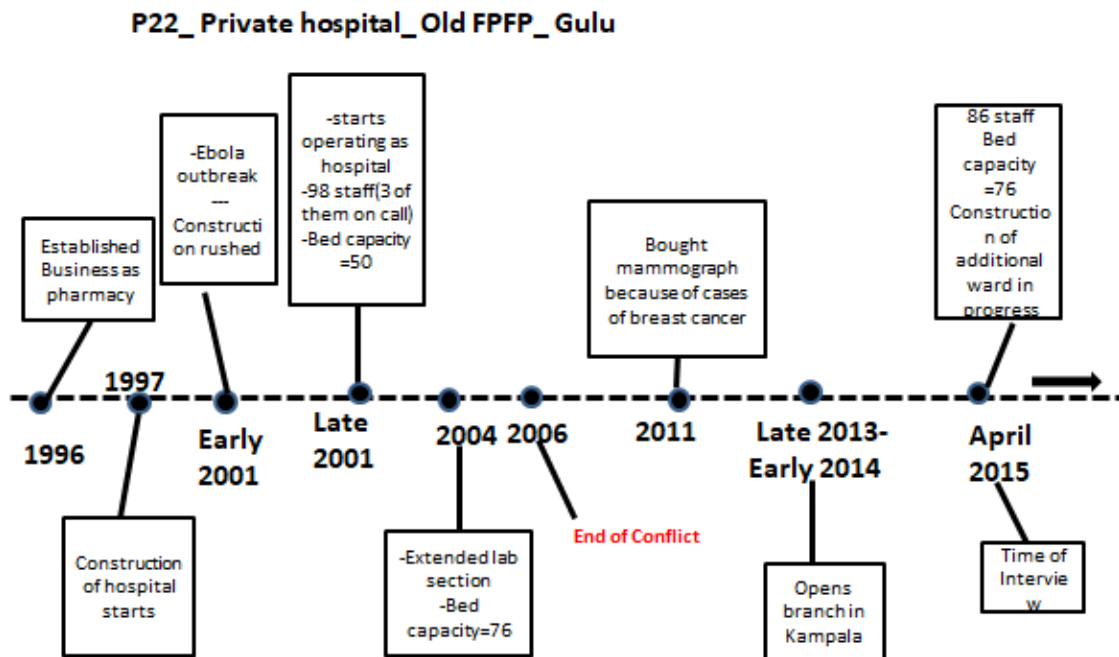 P22_ Private hospital_ Old FPFP_ Gulu
Established
Business as
pharmacy
-Ebola
outbreak
---
Constructi
on rushed
-starts
operating as
hospital
-98 staff(3 of
them on call)
-Bed capacity
=50
Bought
mammograph
because of cases
of breast cancer
86 staff
Bed
capacity
=76
Constructio
n of
additional
ward in
progress
1996
1997
Early
2001
Late
2001
2004
2006
2011
Late 2013-
Early 2014
April
2015
Construction
of hospital
starts
-Extended lab
section
-Bed
capacity=76
End of Conflict
Opens
branch in
Kampala
Time of
Intervie
w